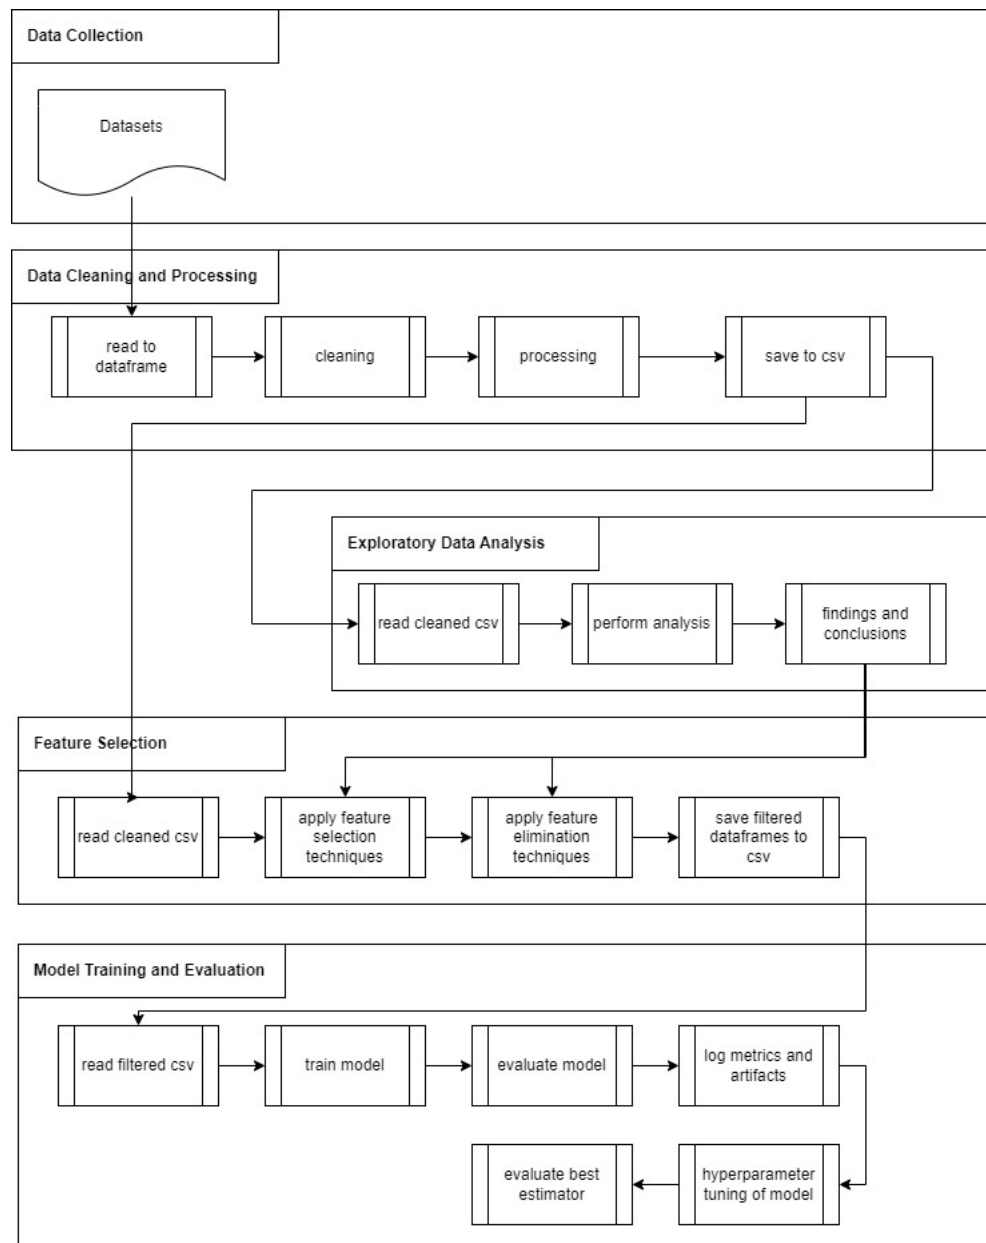 Data Collection
Datasets
Data Cleaning and Processing
read to
dataframe
cleaning
processing
save to csv
Exploratory Data Analysis
read cleaned csv
perform analysis
findings and
conclusions
Feature Selection
read cleaned csv
apply feature
selection
techniques
apply feature
elimination
techniques
save filtered
dataframes to
csv
Model Training and Evaluation
read filtered csv
train model
evaluate model
log metrics and
artifacts
evaluate best
estimator
hyperparameter
tuning of model